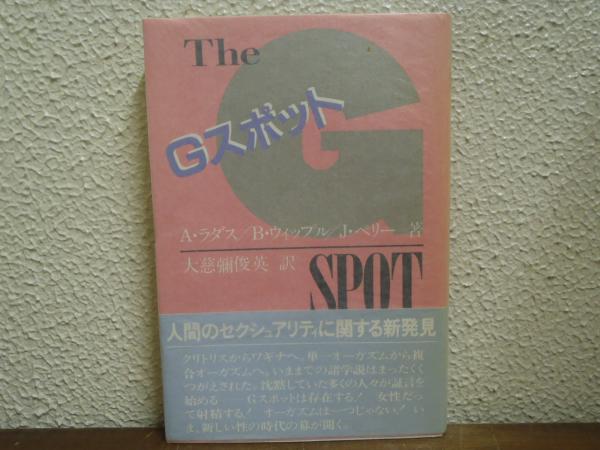 The
G
Gスポット
A・ラダス/B・ウィップル/J・ペリー 著
大慈彌俊英 訳
SPOT
人間のセクシュアリティに関する新発見
クリトリスからワギナへ。単一オーガズムから複
合オーガズムへ。いままでの諸学説はまったくく
つがえされた。沈黙していた多くの人々が証言を
始める――Gスポットは存在する! 女性だっ
て射精する! オーガズムは一つじゃない! い
ま、新しい性の時代の幕が開く。